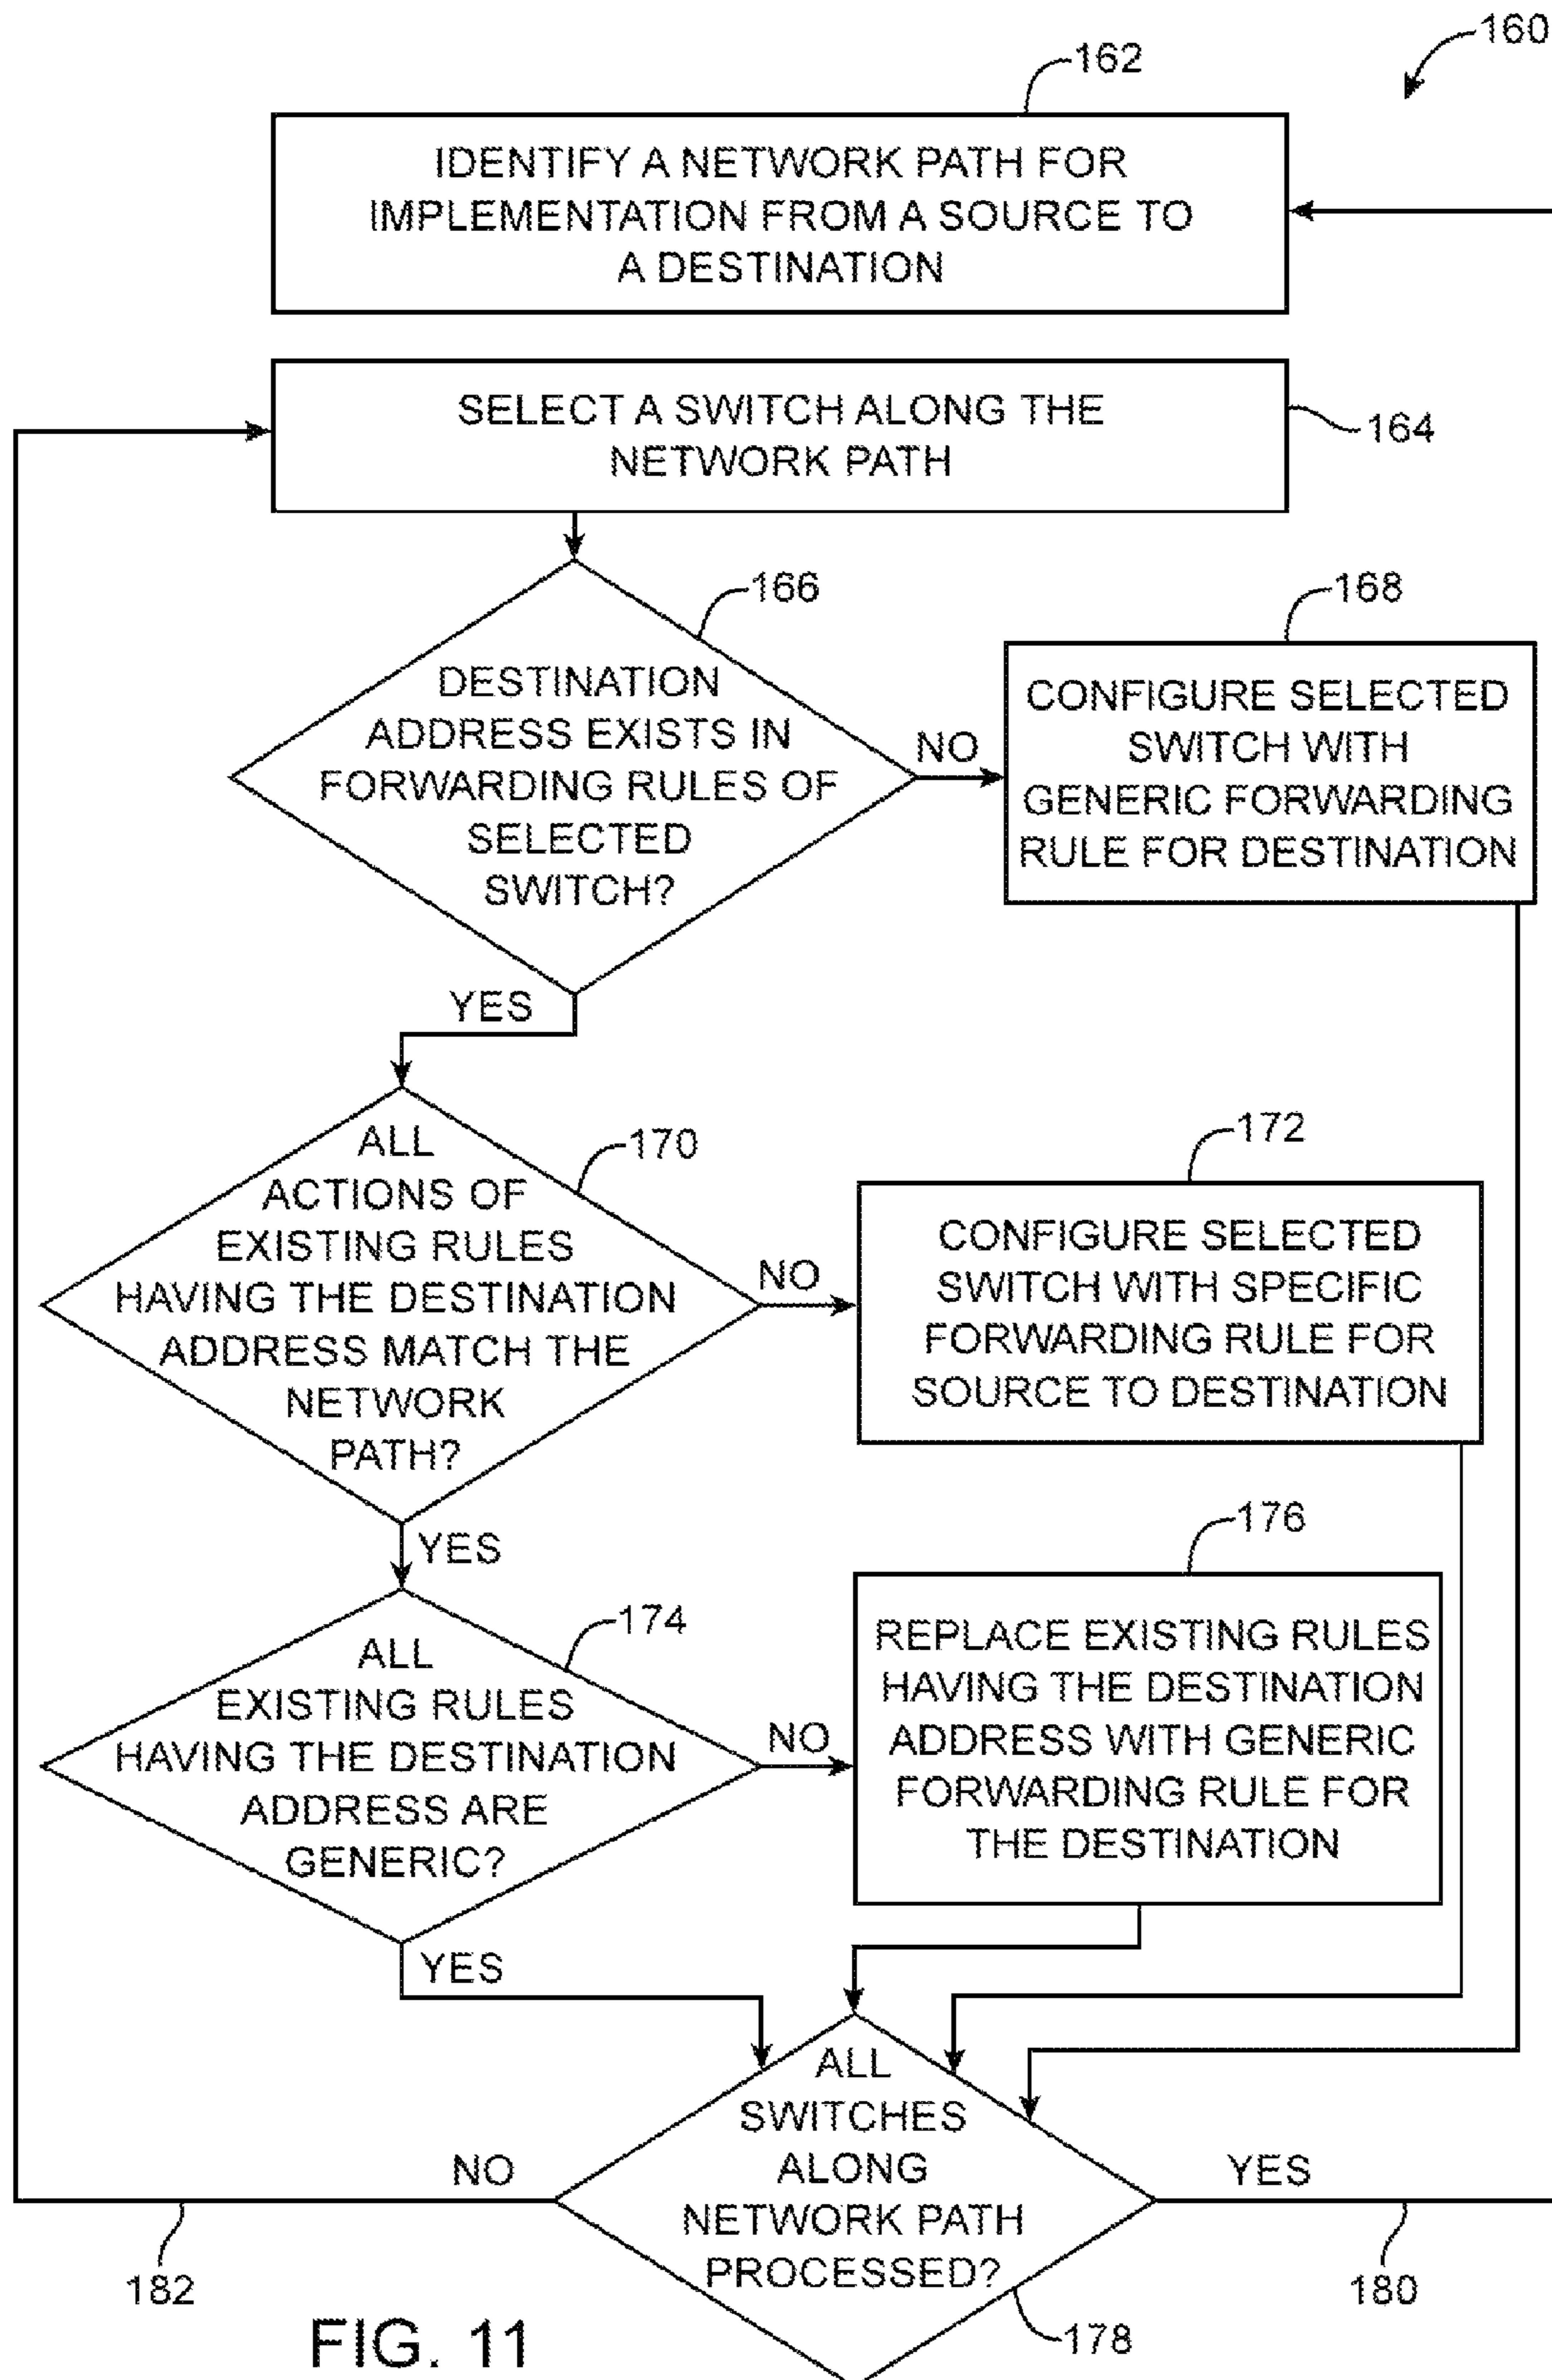 160
162
IDENTIFY A NETWORK PATH FOR
IMPLEMENTATION FROM A SOURCE TO
A DESTINATION
SELECT A SWITCH ALONG THE
NETWORK PATH
164
166
DESTINATION
ADDRESS EXISTS IN
FORWARDING RULES OF
SELECTED
SWITCH?
NO
168
CONFIGURE SELECTED
SWITCH WITH
GENERIC FORWARDING
RULE FOR DESTINATION
YES
170
ALL
ACTIONS OF
EXISTING RULES
HAVING THE DESTINATION
ADDRESS MATCH THE
NETWORK
PATH?
NO
172
CONFIGURE SELECTED
SWITCH WITH SPECIFIC
FORWARDING RULE FOR
SOURCE TO DESTINATION
YES
174
ALL
EXISTING RULES
HAVING THE DESTINATION
ADDRESS ARE
GENERIC?
NO
176
REPLACE EXISTING RULES
HAVING THE DESTINATION
ADDRESS WITH GENERIC
FORWARDING RULE FOR
THE DESTINATION
YES
ALL
SWITCHES
ALONG
NETWORK PATH
PROCESSED?
NO
YES
182
180
178
FIG. 11